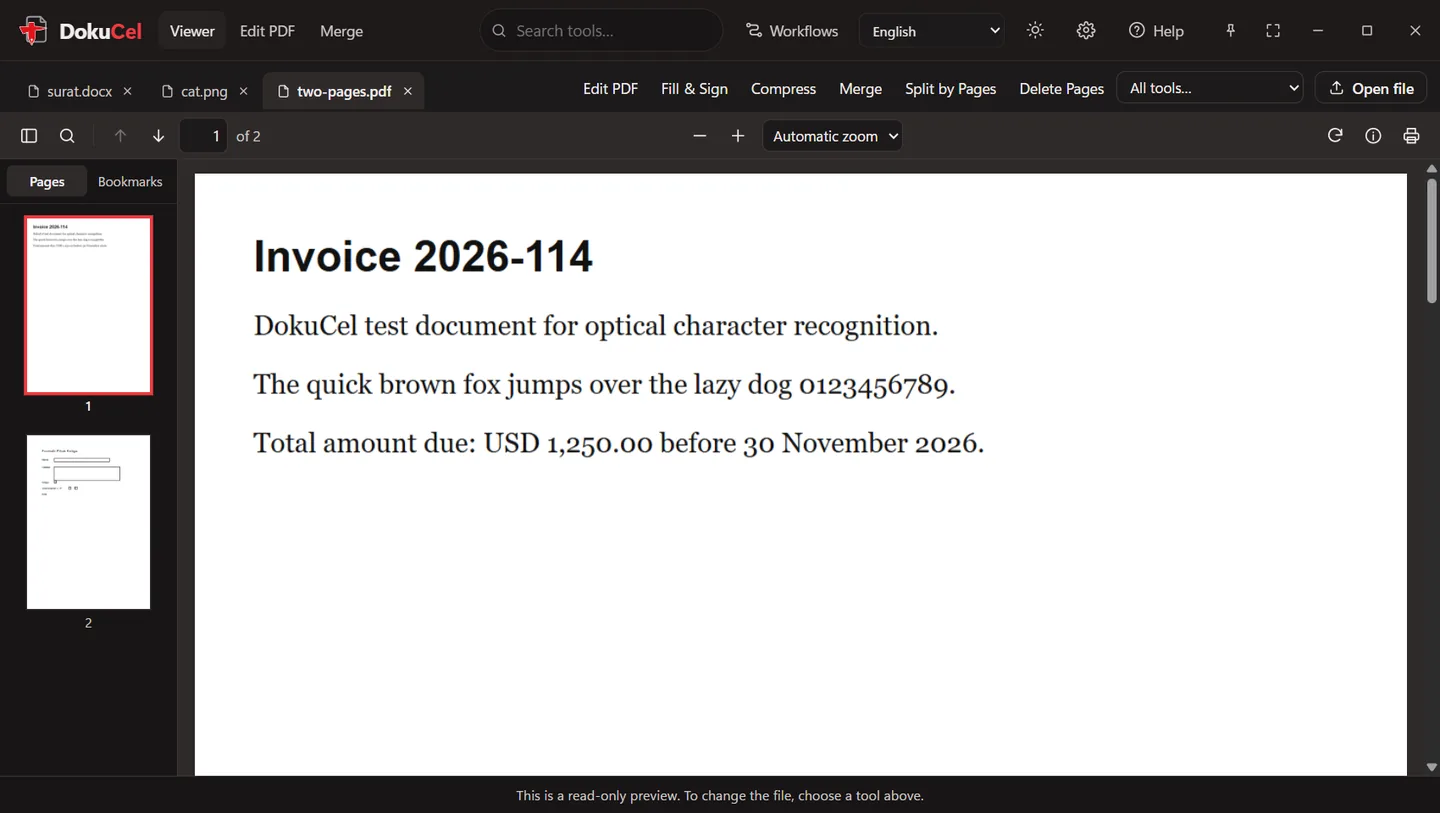 DokuCel
Viewer
Edit PDF
Merge
Search tools...
Workflows
English
Help
surat.docx
cat.png
two-pages.pdf
Edit PDF
Fill & Sign
Compress
Merge
Split by Pages
Delete Pages
All tools...
Open file
1 of 2
Automatic zoom
Pages
Bookmarks
Invoice 2026-114
1
2
Invoice 2026-114
DokuCel test document for optical character recognition.
The quick brown fox jumps over the lazy dog 0123456789.
Total amount due: USD 1,250.00 before 30 November 2026.
This is a read-only preview. To change the file, choose a tool above.